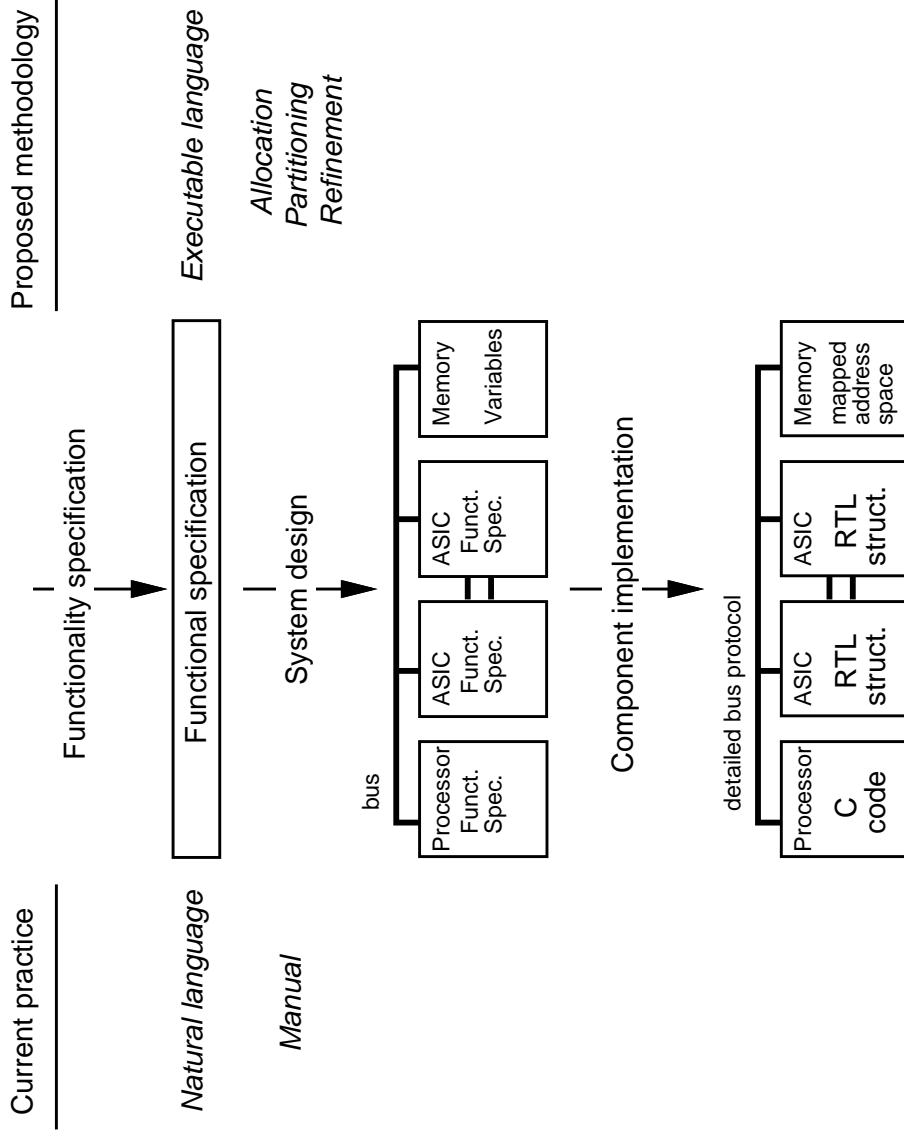 Current practice
Proposed methodology
Functionality specification
Natural language
Functional specification
Executable language
Manual
System design
Allocation
Partitioning
Refinement
bus
Processor
Funct.
Spec.
ASIC
Funct.
Spec.
ASIC
Funct.
Spec.
Memory
Variables
Component implementation
detailed bus protocol
Processor
C
code
ASIC
RTL
struct.
ASIC
RTL
struct.
Memory
mapped
address
space